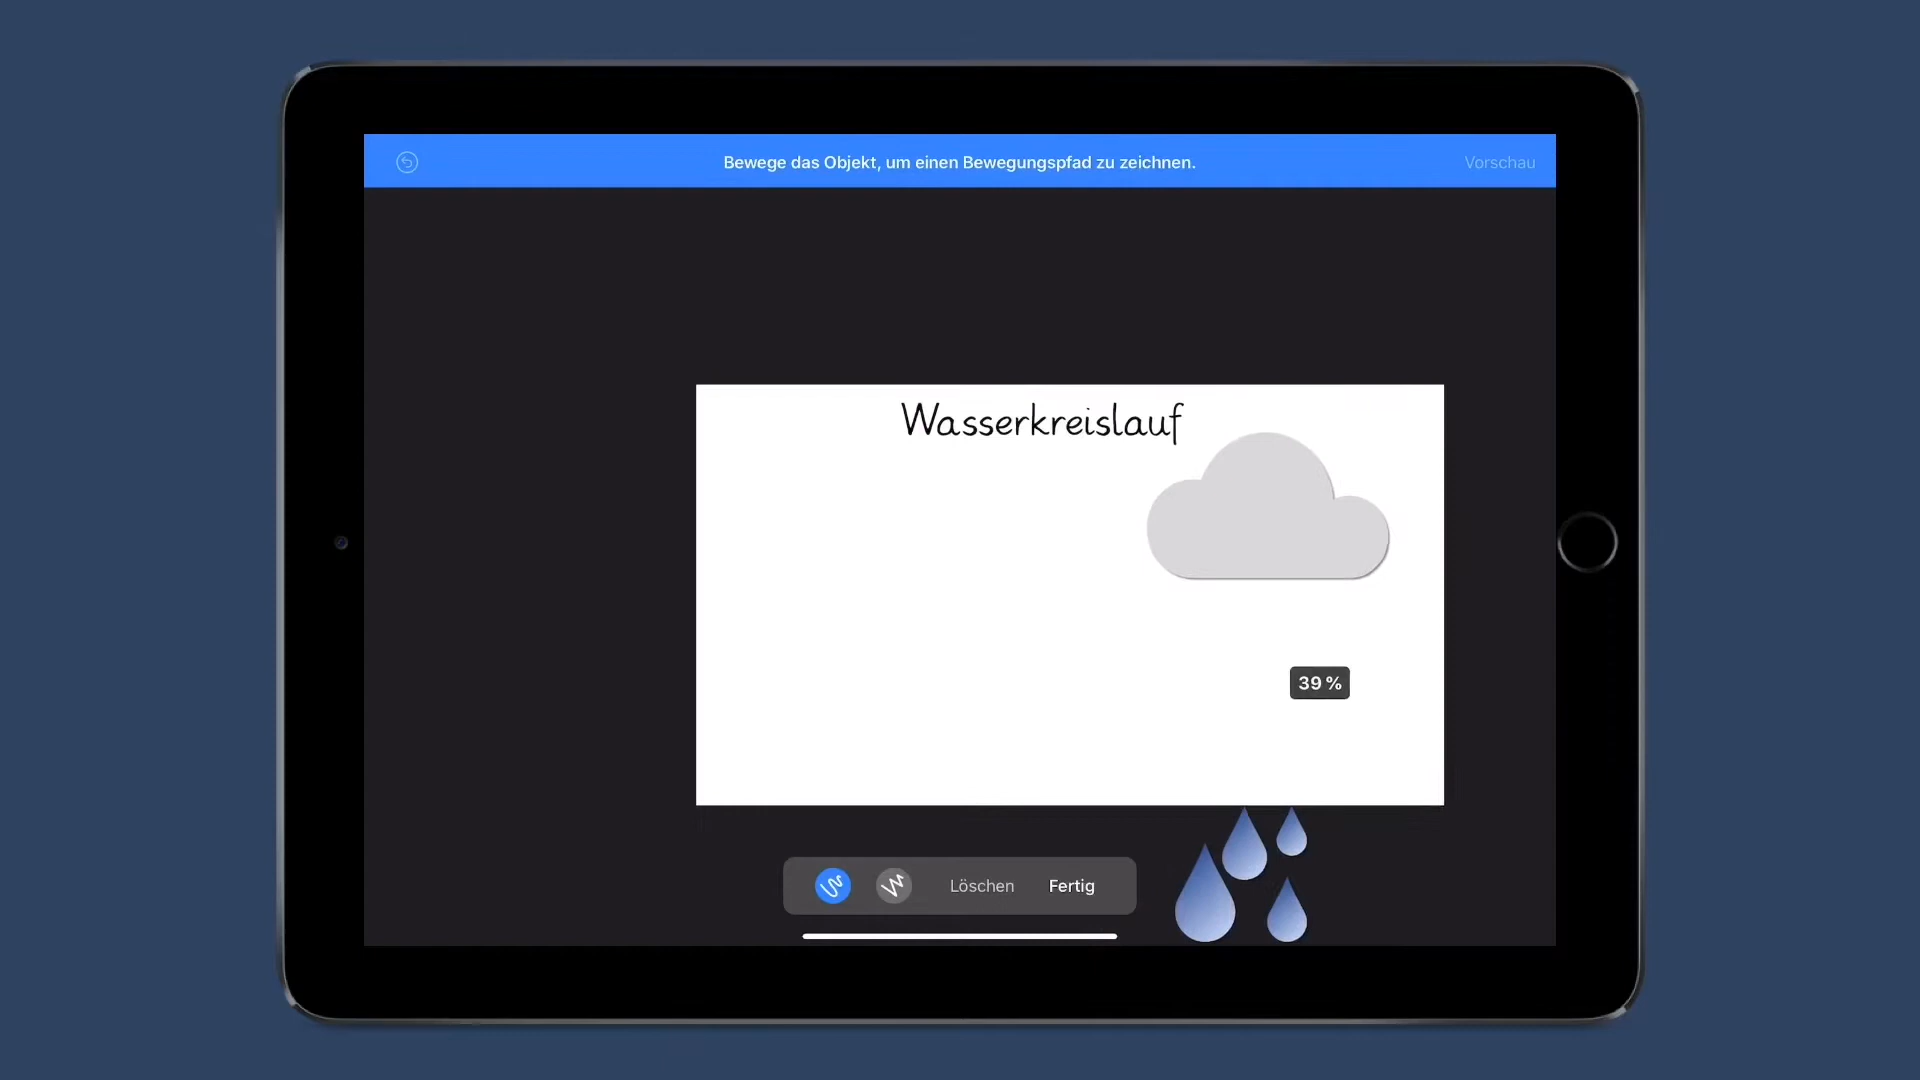 Bewege das Objekt, um einen Bewegungspfad zu zeichnen.
Vorschau
Wasserkreislauf
39 %
Löschen
Fertig